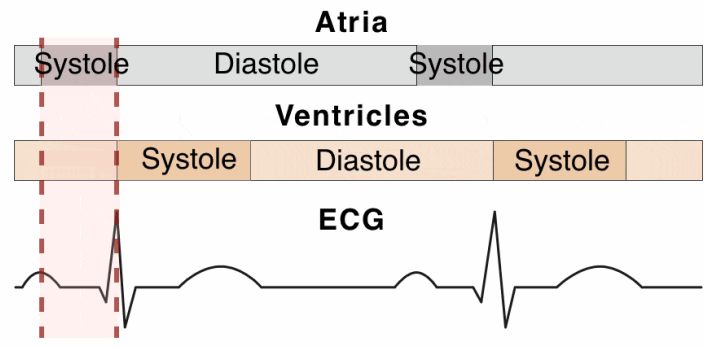 Atria
Systole Diastole Systole
Ventricles
Systole Diastole Systole
ECG